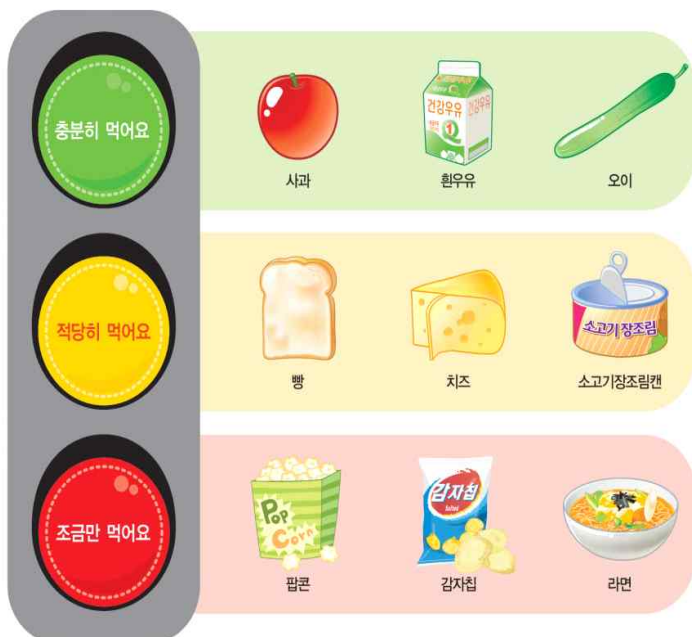 충분히 먹어요
건강우유
건강우유
1
사과
흰우유
오이
적당히 먹어요
소고기장조림
빵
치즈
소고기장조림캔
조금만 먹어요
Pop
Corn
감자칩
팝콘
감자칩
라면